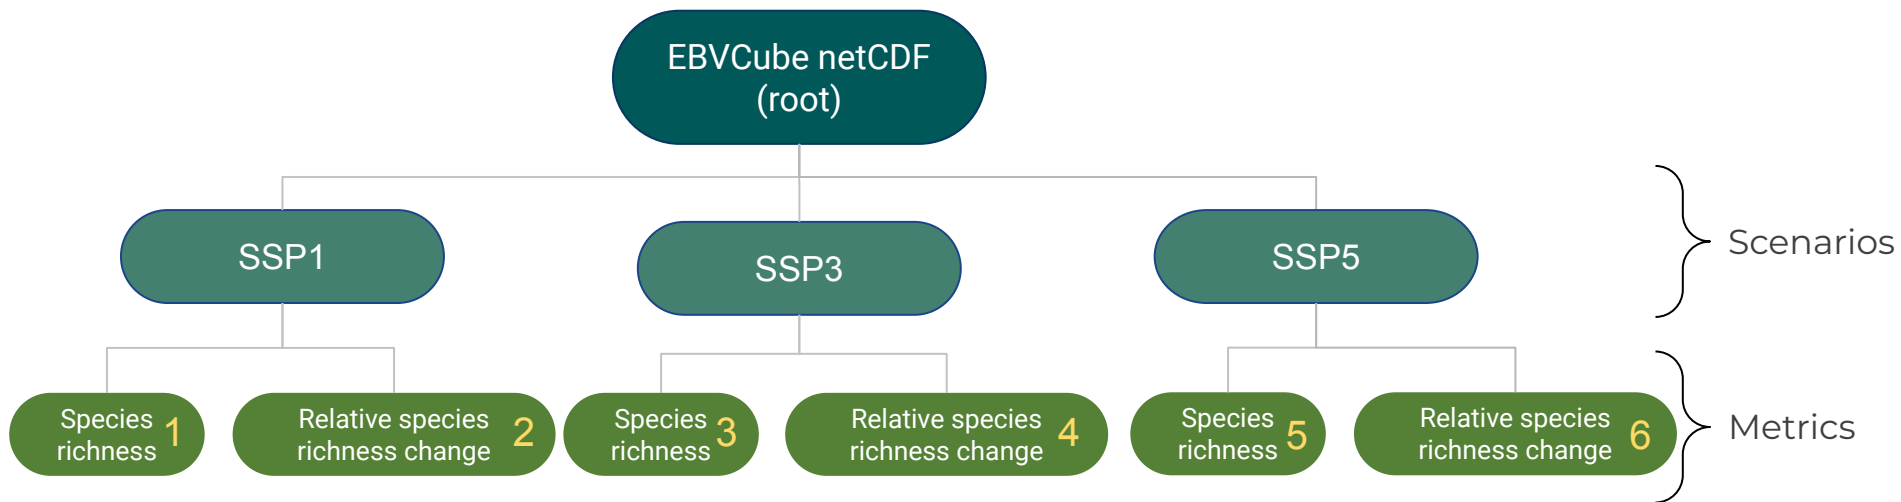 EBVCube netCDF
(root)
SSP1
SSP3
SSP5
Scenarios
Species
richness 1
Relative species
richness change 2
Species
richness 3
Relative species
richness change 4
Species
richness 5
Relative species
richness change 6
Metrics